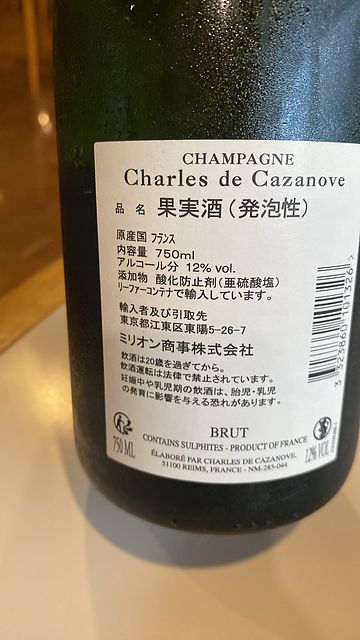 CHAMPAGNE
Charles de Cazanove
品 名 果実酒（発泡性）
原産国 フランス
内容量 750ml
アルコール分 12% vol.
添加物 酸化防止剤（亜硫酸塩）
リーファーコンテナで輸入しています。
輸入者及び引取先
東京都江東区東陽5-26-7
ミリオン商事株式会社
飲酒は20歳を過ぎてから。
飲酒運転は法律で禁止されています。
妊娠中や乳児期の飲酒は、胎児・乳児
の発育に影響を与える恐れがあります。
BRUT
750 ML
CONTAINS SULPHITES - PRODUCT OF FRANCE
12% VOL
ÉLABORÉ PAR CHARLES DE CAZANOVE,
51100 REIMS, FRANCE - NM-285-044
3 323860 101326 >